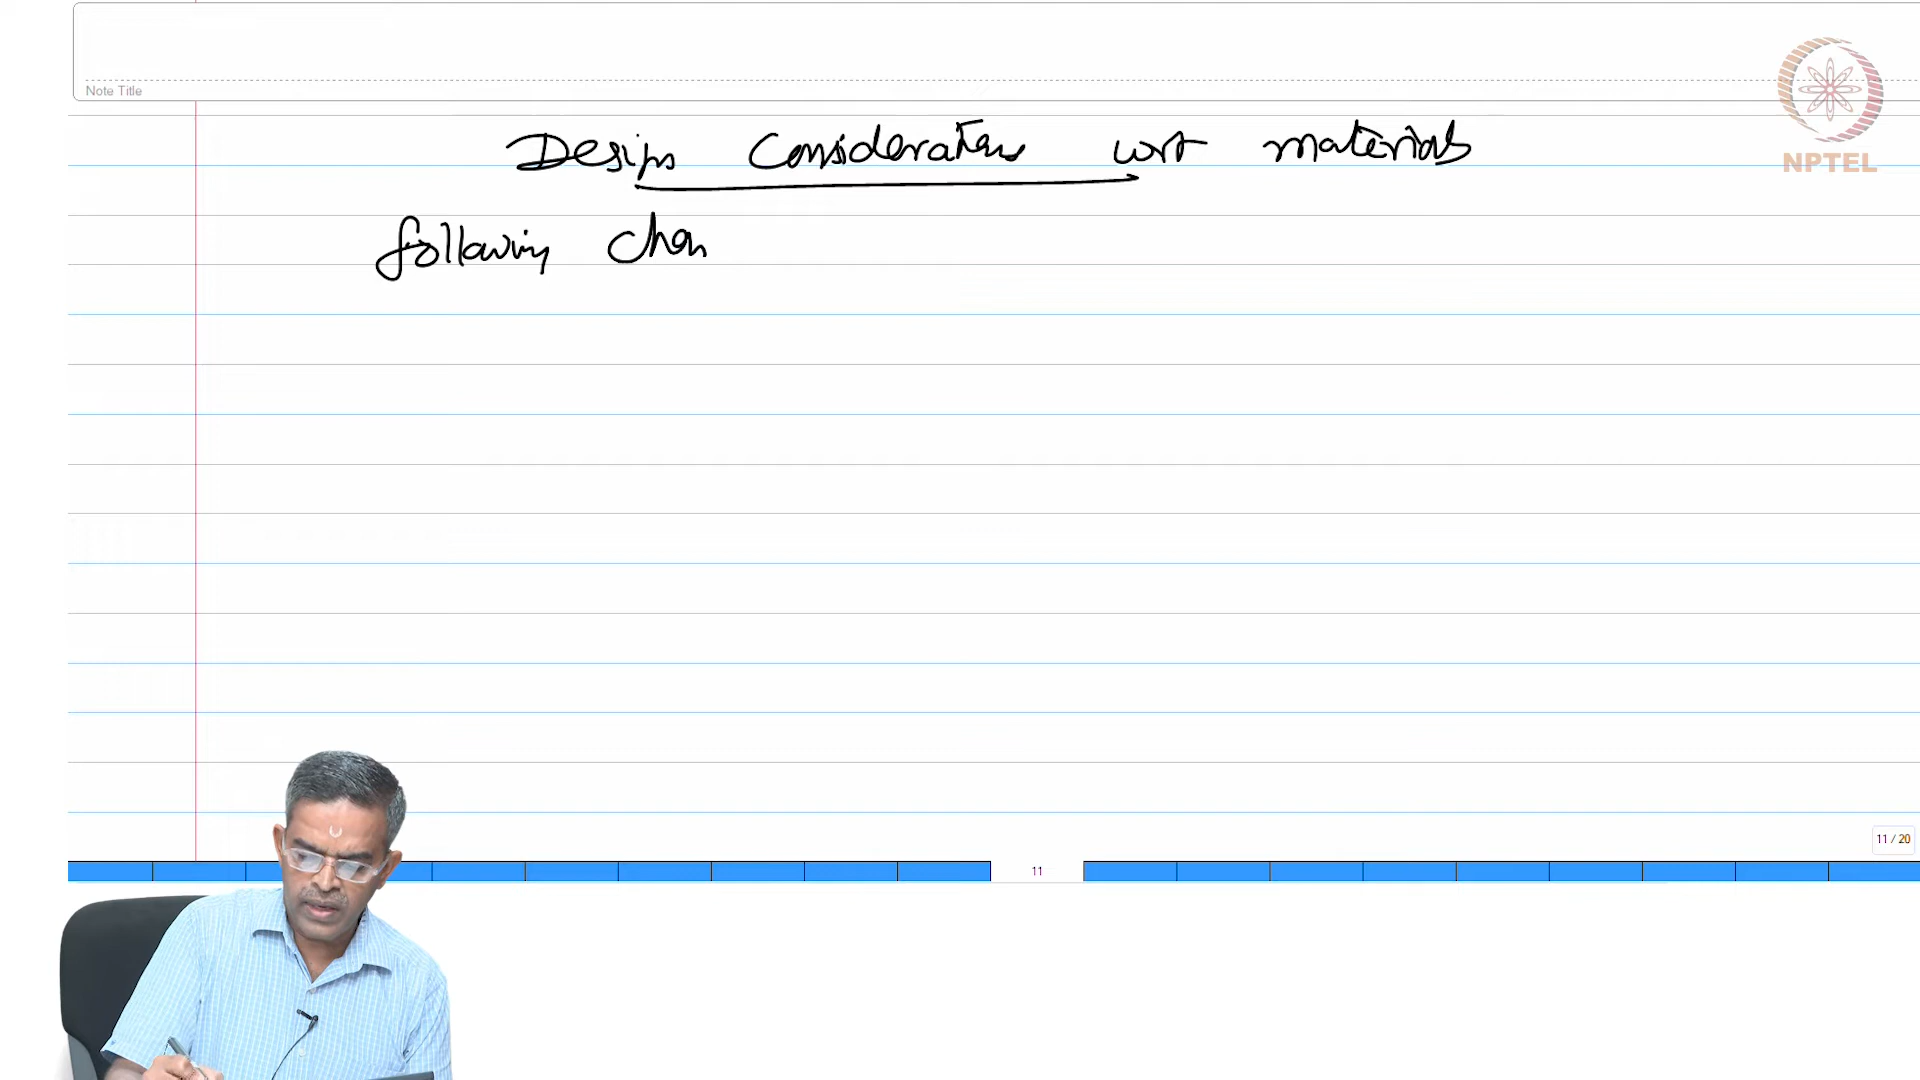 Note Title
NPTEL
Design Considerations wrt materials
following Chan
11 / 20
11